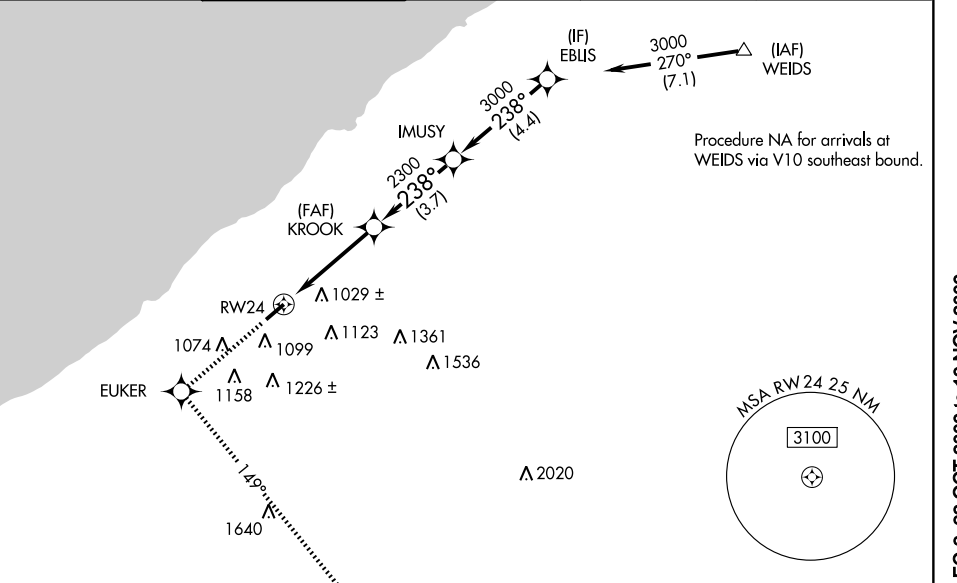 (IF)
EBLIS
3000
270°
(7.1)
(IAF)
WEIDS
3000
238°
(4.4)
IMUSY
Procedure NA for arrivals at
WEIDS via V10 southeast bound.
2300
238°
(3.7)
(FAF)
KROOK
RW24
1029 ±
1074
1099
1123
1361
1536
EUKER
1158
1226 ±
MSA RW24 25 NM
3100
149°
2020
1640